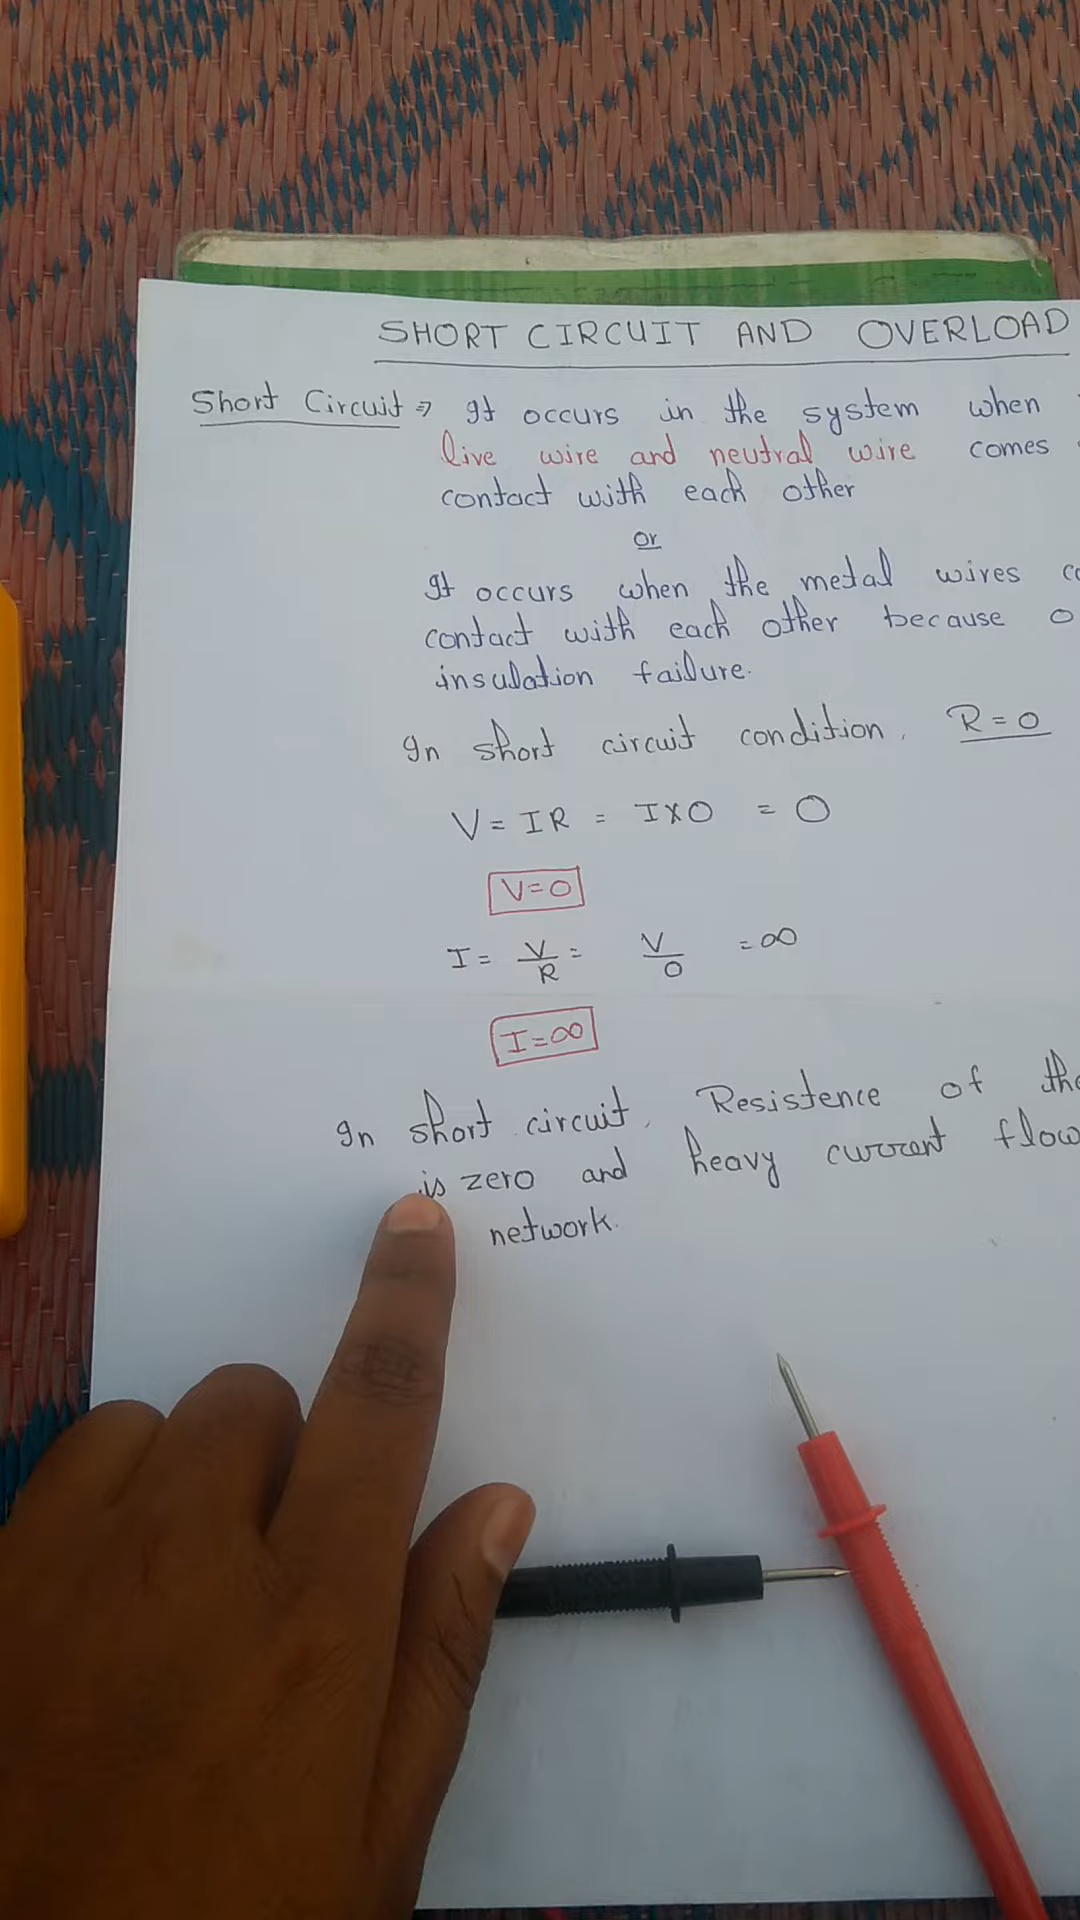 SHORT CIRCUIT AND OVERLOAD
Short Circuit ⇒ It occurs in the system when
live wire and neutral wire comes
contact with each other
or
It occurs when the metal wires
contact with each other because
insulation failure.
In short circuit condition, R=0
V = IR = I×0 = 0
V=0
I = V/R = V/0 = ∞
I=∞
In short circuit, Resistence of the
is zero and heavy current flow
network.